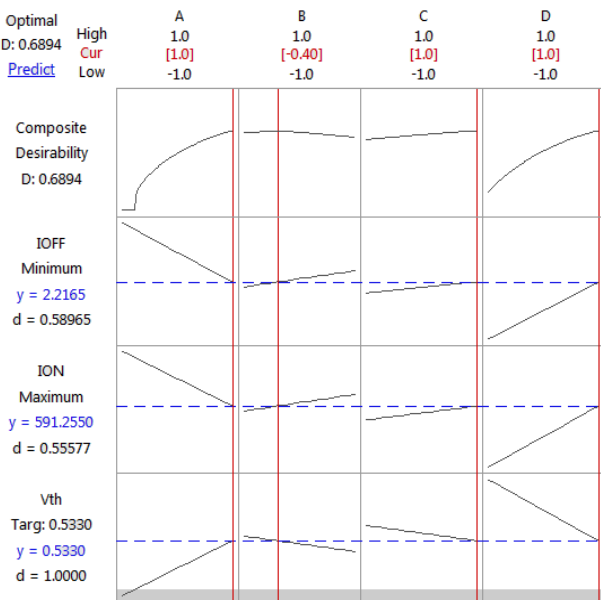 Optimal
D: 0.6894
Predict
High
Cur
Low
A
1.0
[1.0]
-1.0
B
1.0
[-0.40]
-1.0
C
1.0
[1.0]
-1.0
D
1.0
[1.0]
-1.0
Composite
Desirability
D: 0.6894
IOFF
Minimum
y = 2.2165
d = 0.58965
ION
Maximum
y = 591.2550
d = 0.55577
Vth
Targ: 0.5330
y = 0.5330
d = 1.0000